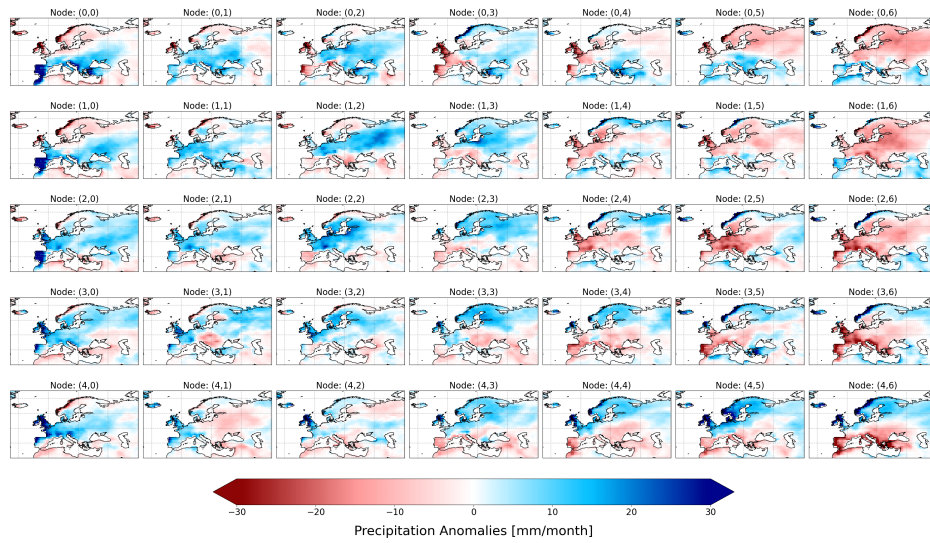 Node: (0,0) Node: (0,1) Node: (0,2) Node: (0,3) Node: (0,4) Node: (0,5) Node: (0,6)
Node: (1,0) Node: (1,1) Node: (1,2) Node: (1,3) Node: (1,4) Node: (1,5) Node: (1,6)
Node: (2,0) Node: (2,1) Node: (2,2) Node: (2,3) Node: (2,4) Node: (2,5) Node: (2,6)
Node: (3,0) Node: (3,1) Node: (3,2) Node: (3,3) Node: (3,4) Node: (3,5) Node: (3,6)
Node: (4,0) Node: (4,1) Node: (4,2) Node: (4,3) Node: (4,4) Node: (4,5) Node: (4,6)
−30 −20 −10 0 10 20 30
Precipitation Anomalies [mm/month]